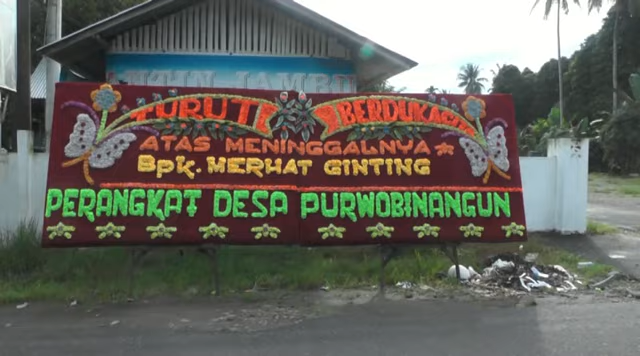 TURUT BERDUKACITA
ATAS MENINGGALNYA
Bpk. MERHAT GINTING
PERANGKAT DESA PURWOBINANGUN